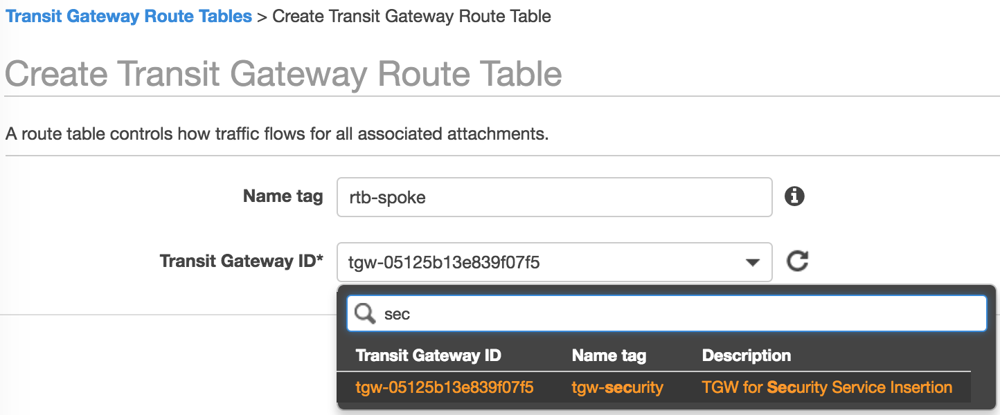 Transit Gateway Route Tables > Create Transit Gateway Route Table
Create Transit Gateway Route Table
A route table controls how traffic flows for all associated attachments.
Name tag rtb-spoke
Transit Gateway ID* tgw-05125b13e839f07f5
sec
Transit Gateway ID Name tag Description
tgw-05125b13e839f07f5 tgw-security TGW for Security Service Insertion